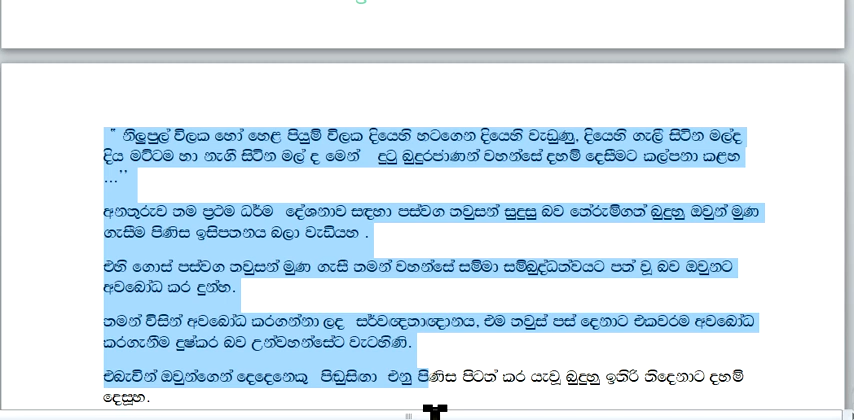 “ නිලුපුල් විලක හෝ හෙළ පියුම් විලක දියෙහි හටගෙන දියෙහි වැඩුණු, දියෙහි ගැලී සිටින මල්ද
දිය මට්ටම හා නැගී සිටින මල් ද මෙන් දුටු බුදුරජාණන් වහන්සේ දහම් දෙසීමට කල්පනා කළහ
…’’
අනතුරුව තම ප්‍රථම ධර්ම දේශනාව සඳහා පස්වග තවුසන් සුදුසු බව තේරුම්ගත් බුදුහු ඔවුන් මුණ
ගැසීම පිණිස ඉසිපතනය බලා වැඩියහ .
එහි ගොස් පස්වග තවුසන් මුණ ගැසී තමන් වහන්සේ සම්මා සම්බුද්ධත්වයට පත් වූ බව ඔවුනට
අවබෝධ කර දුන්හ.
තමන් විසින් අවබෝධ කරගන්නා ලද සර්වඥතාඥානය, එම තවුස් පස් දෙනාට එකවරම අවබෝධ
කරගැනීම දුෂ්කර බව උන්වහන්සේට වැටහිණි.
එබැවින් ඔවුන්ගෙන් දෙදෙනෙකු පිඬුසිඟා එනු පිණිස පිටත් කර යැවූ බුදුහු ඉතිරි තිදෙනාට දහම්
දෙසූහ.